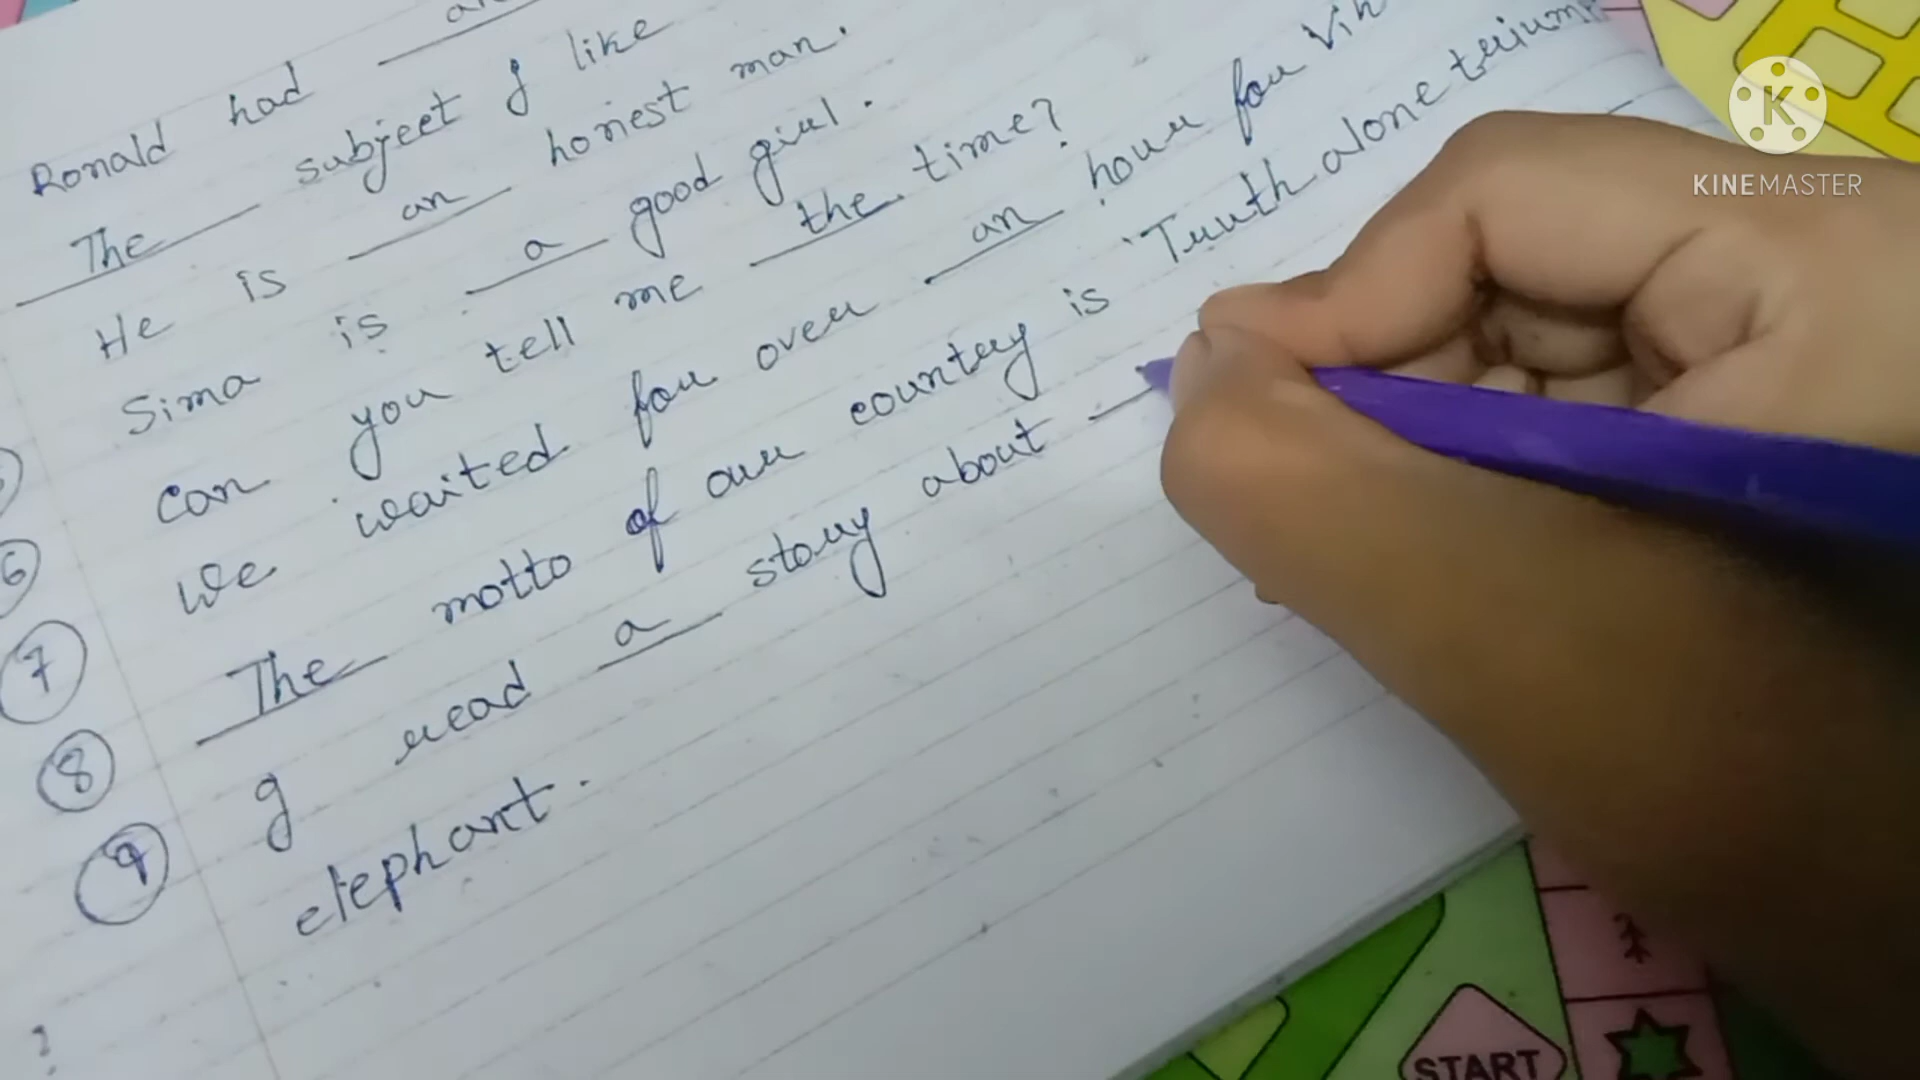 Ronald had
The subject I like
He is an honest man.
Sima is a good girl.
Can you tell me the time?
6 We waited for over an hour for
7 The motto of our country is 'Truth alone
8 I read a story about
9 elephant.
KINEMASTER
START